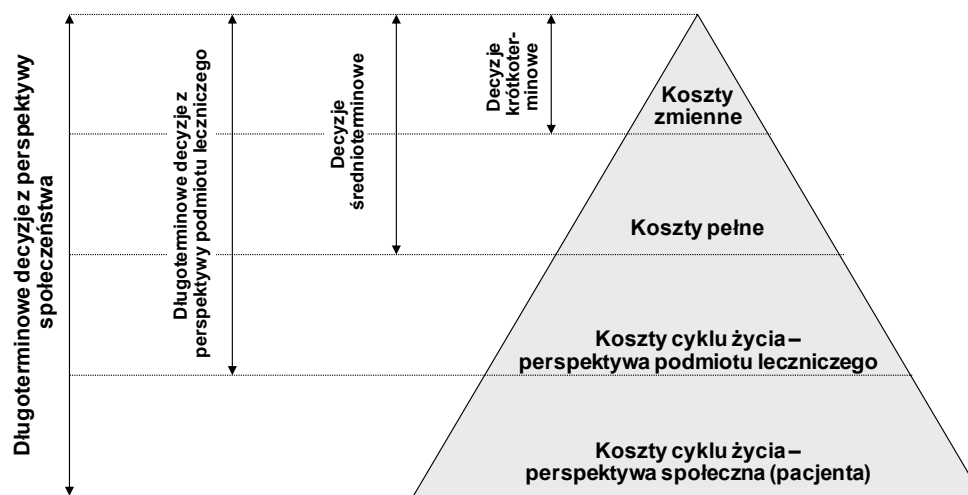 Długoterminowe decyzje z perspektywy
społeczeństwa
Długoterminowe decyzje z
perspektywy podmiotu leczniczego
Decyzje
średnioterminowe
Decyzje
krótkoter-
minowe
Koszty
zmienne
Koszty pełne
Koszty cyklu życia –
perspektywa podmiotu leczniczego
Koszty cyklu życia –
perspektywa społeczna (pacjenta)